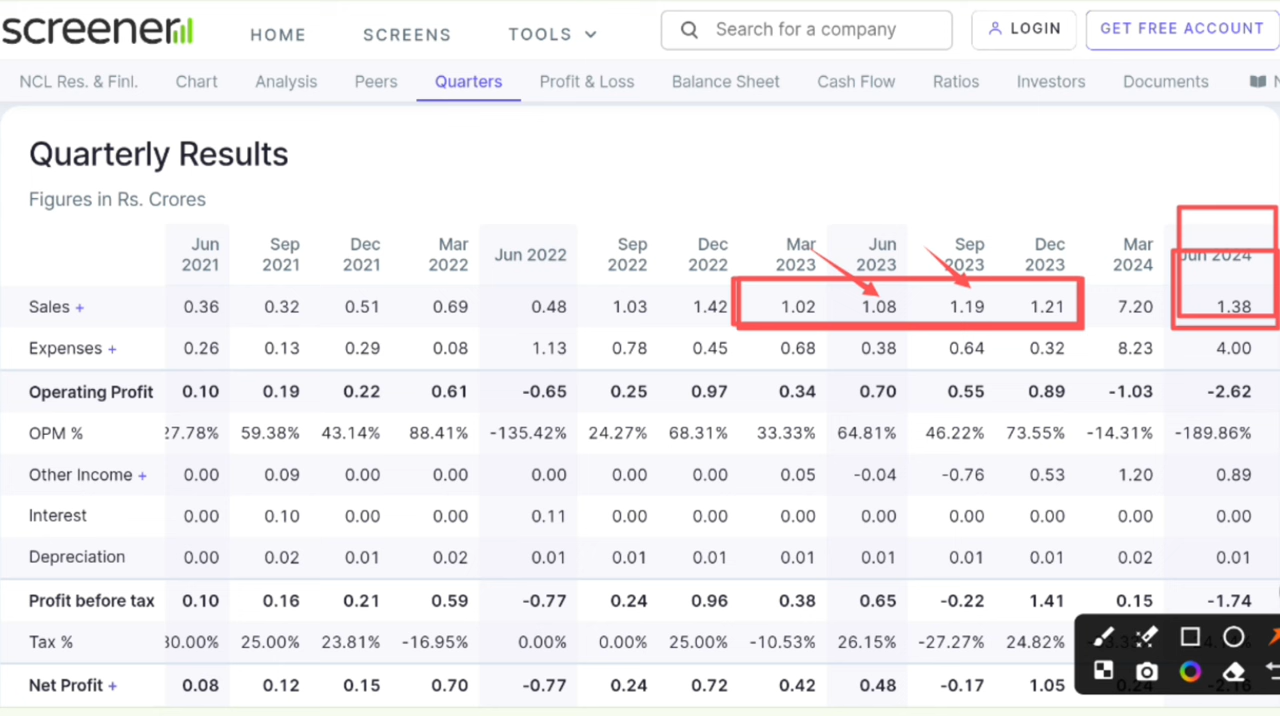 screener
HOME SCREENS TOOLS
Search for a company
LOGIN
GET FREE ACCOUNT
NCL Res. & Finl. Chart Analysis Peers Quarters Profit & Loss Balance Sheet Cash Flow Ratios Investors Documents
Quarterly Results
Figures in Rs. Crores
Jun 2021 Sep 2021 Dec 2021 Mar 2022 Jun 2022 Sep 2022 Dec 2022 Mar 2023 Jun 2023 Sep 2023 Dec 2023 Mar 2024 Jun 2024
Sales + 0.36 0.32 0.51 0.69 0.48 1.03 1.42 1.02 1.08 1.19 1.21 7.20 1.38
Expenses + 0.26 0.13 0.29 0.08 1.13 0.78 0.45 0.68 0.38 0.64 0.32 8.23 4.00
Operating Profit 0.10 0.19 0.22 0.61 -0.65 0.25 0.97 0.34 0.70 0.55 0.89 -1.03 -2.62
OPM % 27.78% 59.38% 43.14% 88.41% -135.42% 24.27% 68.31% 33.33% 64.81% 46.22% 73.55% -14.31% -189.86%
Other Income + 0.00 0.09 0.00 0.00 0.00 0.00 0.00 0.05 -0.04 -0.76 0.53 1.20 0.89
Interest 0.00 0.10 0.00 0.00 0.11 0.00 0.00 0.00 0.00 0.00 0.00 0.00 0.00
Depreciation 0.00 0.02 0.01 0.02 0.01 0.01 0.01 0.01 0.01 0.01 0.01 0.02 0.01
Profit before tax 0.10 0.16 0.21 0.59 -0.77 0.24 0.96 0.38 0.65 -0.22 1.41 0.15 -1.74
Tax % 30.00% 25.00% 23.81% -16.95% 0.00% 0.00% 25.00% -10.53% 26.15% -27.27% 24.82%
Net Profit + 0.08 0.12 0.15 0.70 -0.77 0.24 0.72 0.42 0.48 -0.17 1.05 0.24 -2.16